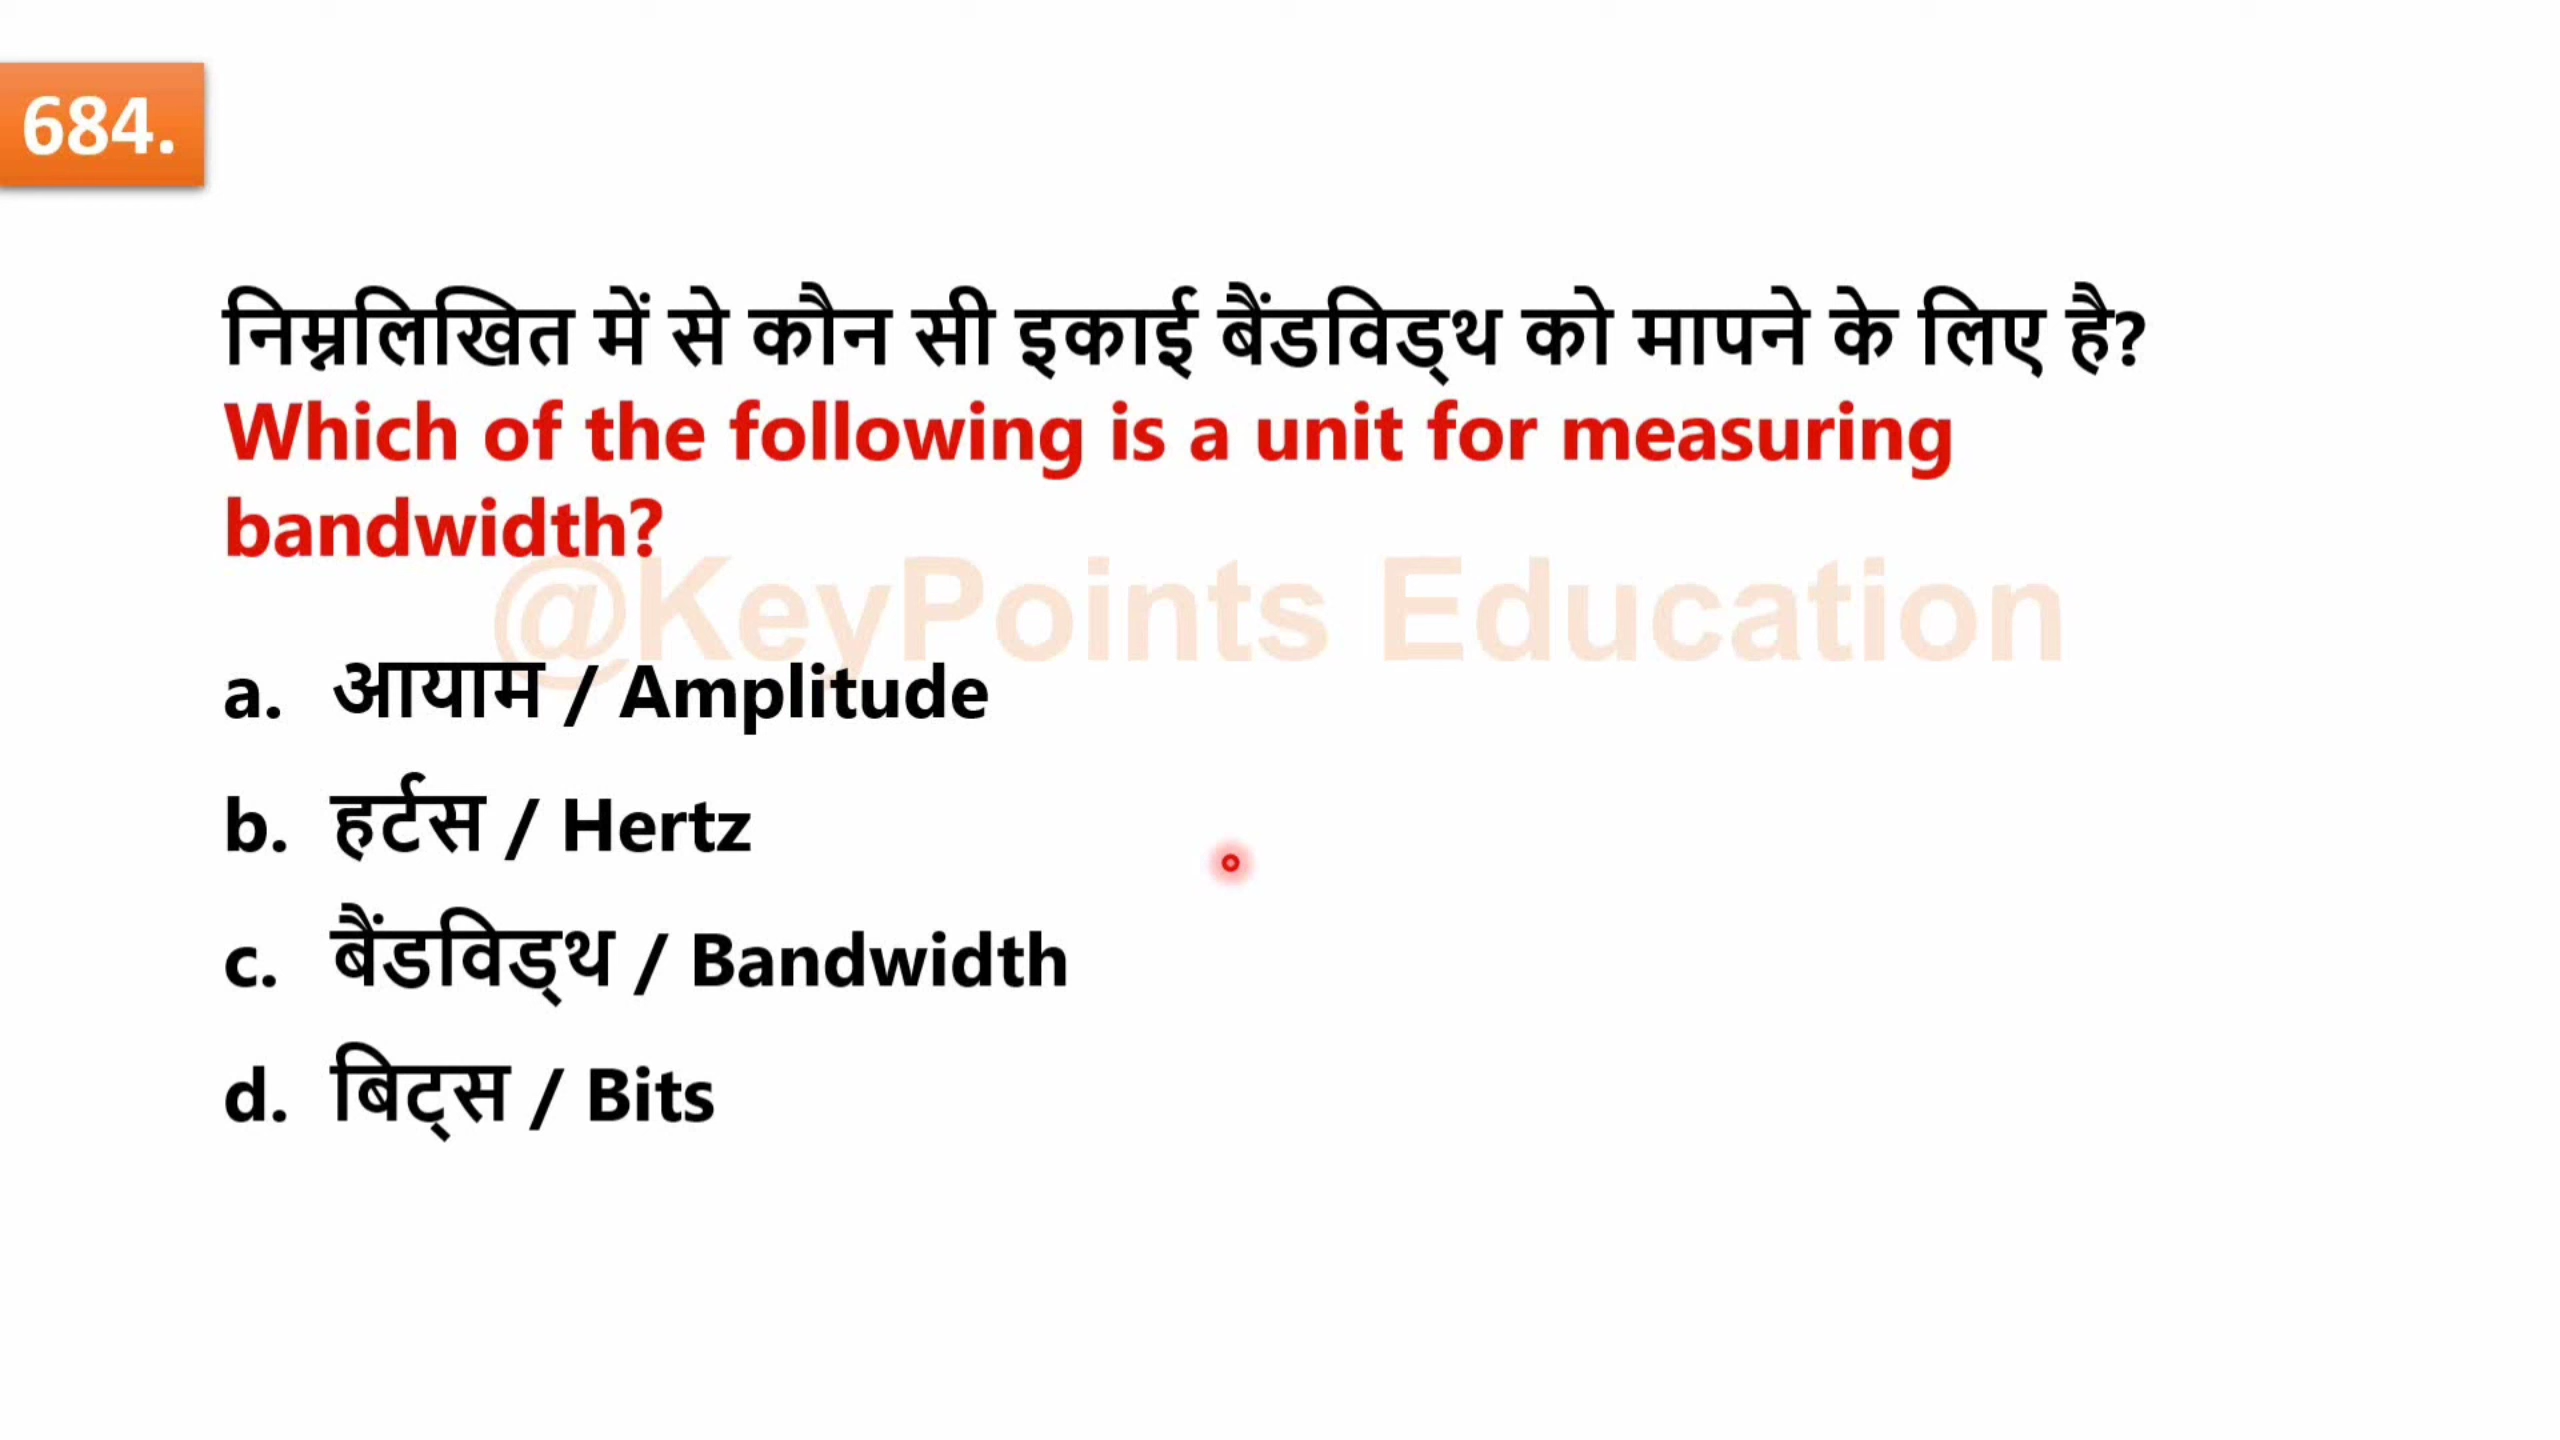 684.
निम्नलिखित में से कौन सी इकाई बैंडविड्थ को मापने के लिए है?
Which of the following is a unit for measuring
bandwidth?
@KeyPoints Education
a. आयाम / Amplitude
b. हर्टस / Hertz
c. बैंडविड्थ / Bandwidth
d. बिट्स / Bits